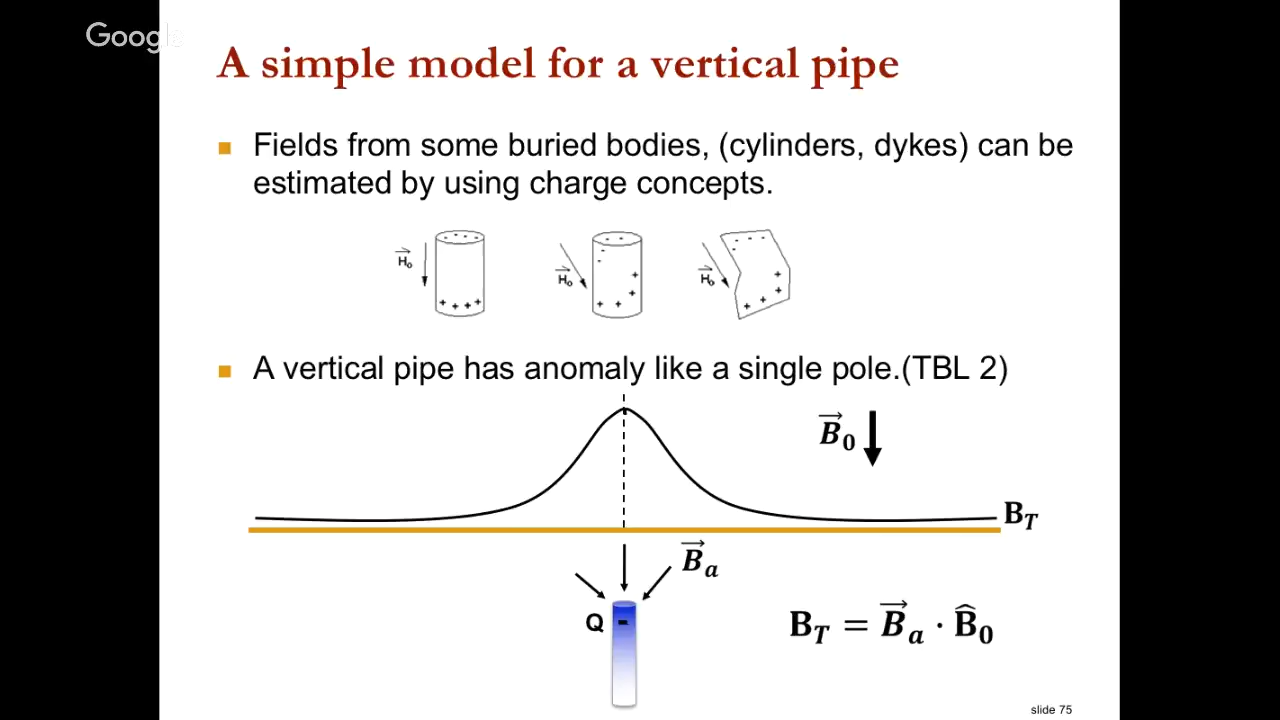 Google
A simple model for a vertical pipe
Fields from some buried bodies, (cylinders, dykes) can be
estimated by using charge concepts.
H₀
H₀
H₀
A vertical pipe has anomaly like a single pole.(TBL 2)
B₀
B_T
B_a
Q
B_T = B_a · B̂₀
slide 75